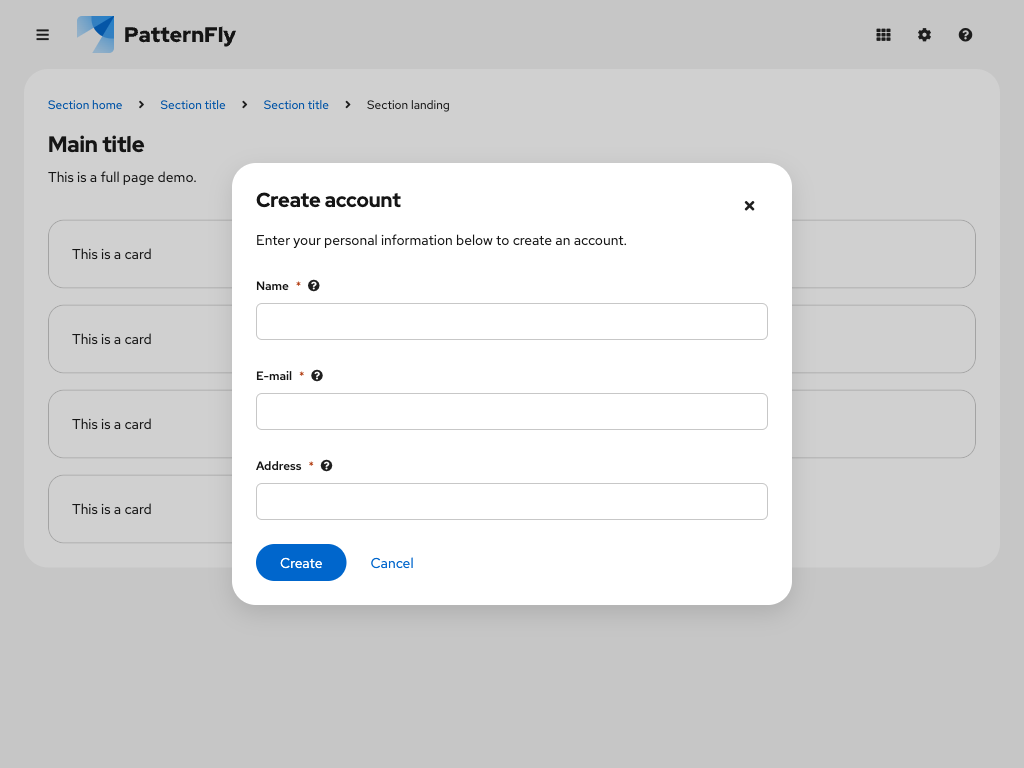 PatternFly
Section home
Section title
Section title
Section landing
Main title
This is a full page demo.
This is a card
This is a card
This is a card
This is a card
Create account
Enter your personal information below to create an account.
Name *
E-mail *
Address *
Create
Cancel